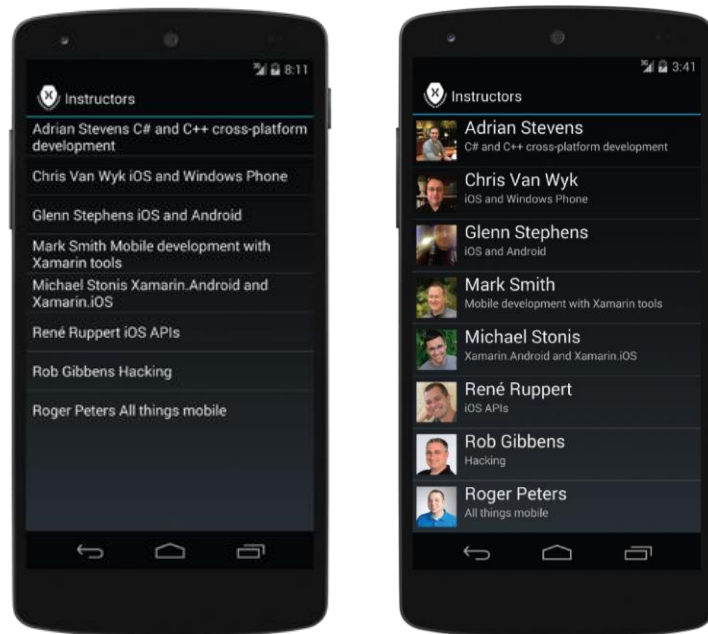 3G 8:11
Instructors
Adrian Stevens C# and C++ cross-platform
development
Chris Van Wyk iOS and Windows Phone
Glenn Stephens iOS and Android
Mark Smith Mobile development with
Xamarin tools
Michael Stonis Xamarin.Android and
Xamarin.iOS
René Ruppert iOS APIs
Rob Gibbens Hacking
Roger Peters All things mobile
3G 3:41
Instructors
Adrian Stevens
C# and C++ cross-platform development
Chris Van Wyk
iOS and Windows Phone
Glenn Stephens
iOS and Android
Mark Smith
Mobile development with Xamarin tools
Michael Stonis
Xamarin.Android and Xamarin.iOS
René Ruppert
iOS APIs
Rob Gibbens
Hacking
Roger Peters
All things mobile